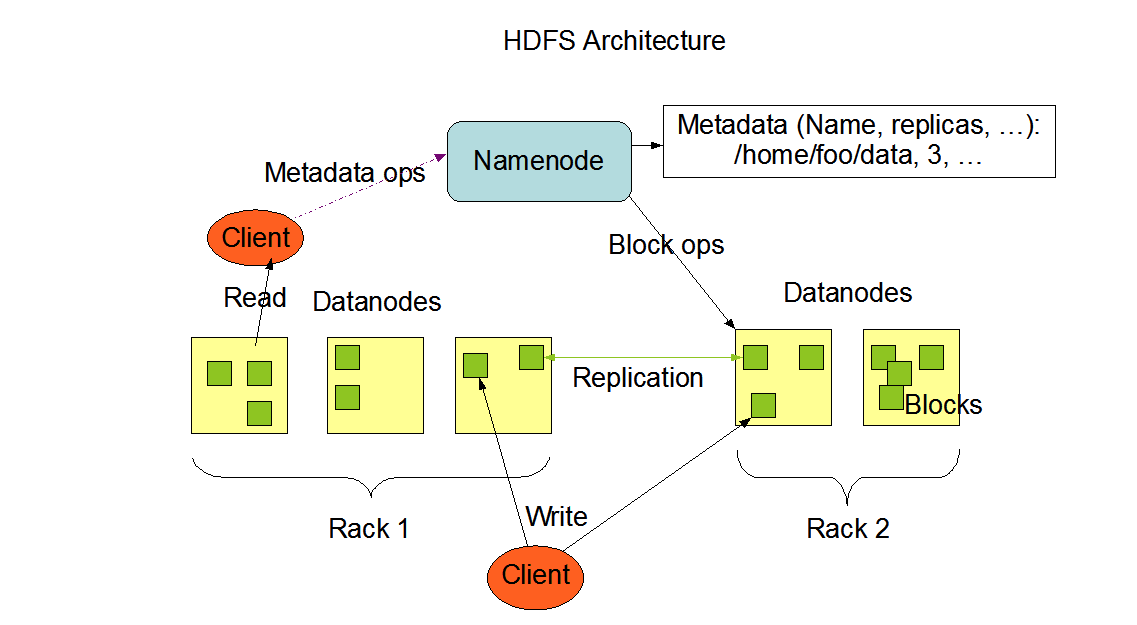 HDFS Architecture
Metadata (Name, replicas, …):
/home/foo/data, 3, …
Namenode
Metadata ops
Client
Block ops
Read
Datanodes
Datanodes
Replication
Blocks
Write
Rack 1
Rack 2
Client